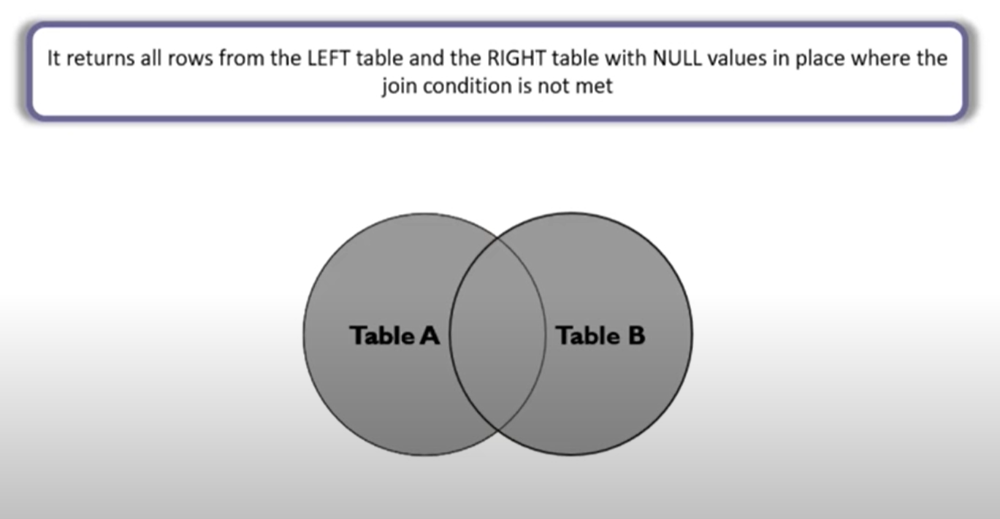 It returns all rows from the LEFT table and the RIGHT table with NULL values in place where the
join condition is not met
Table A
Table B